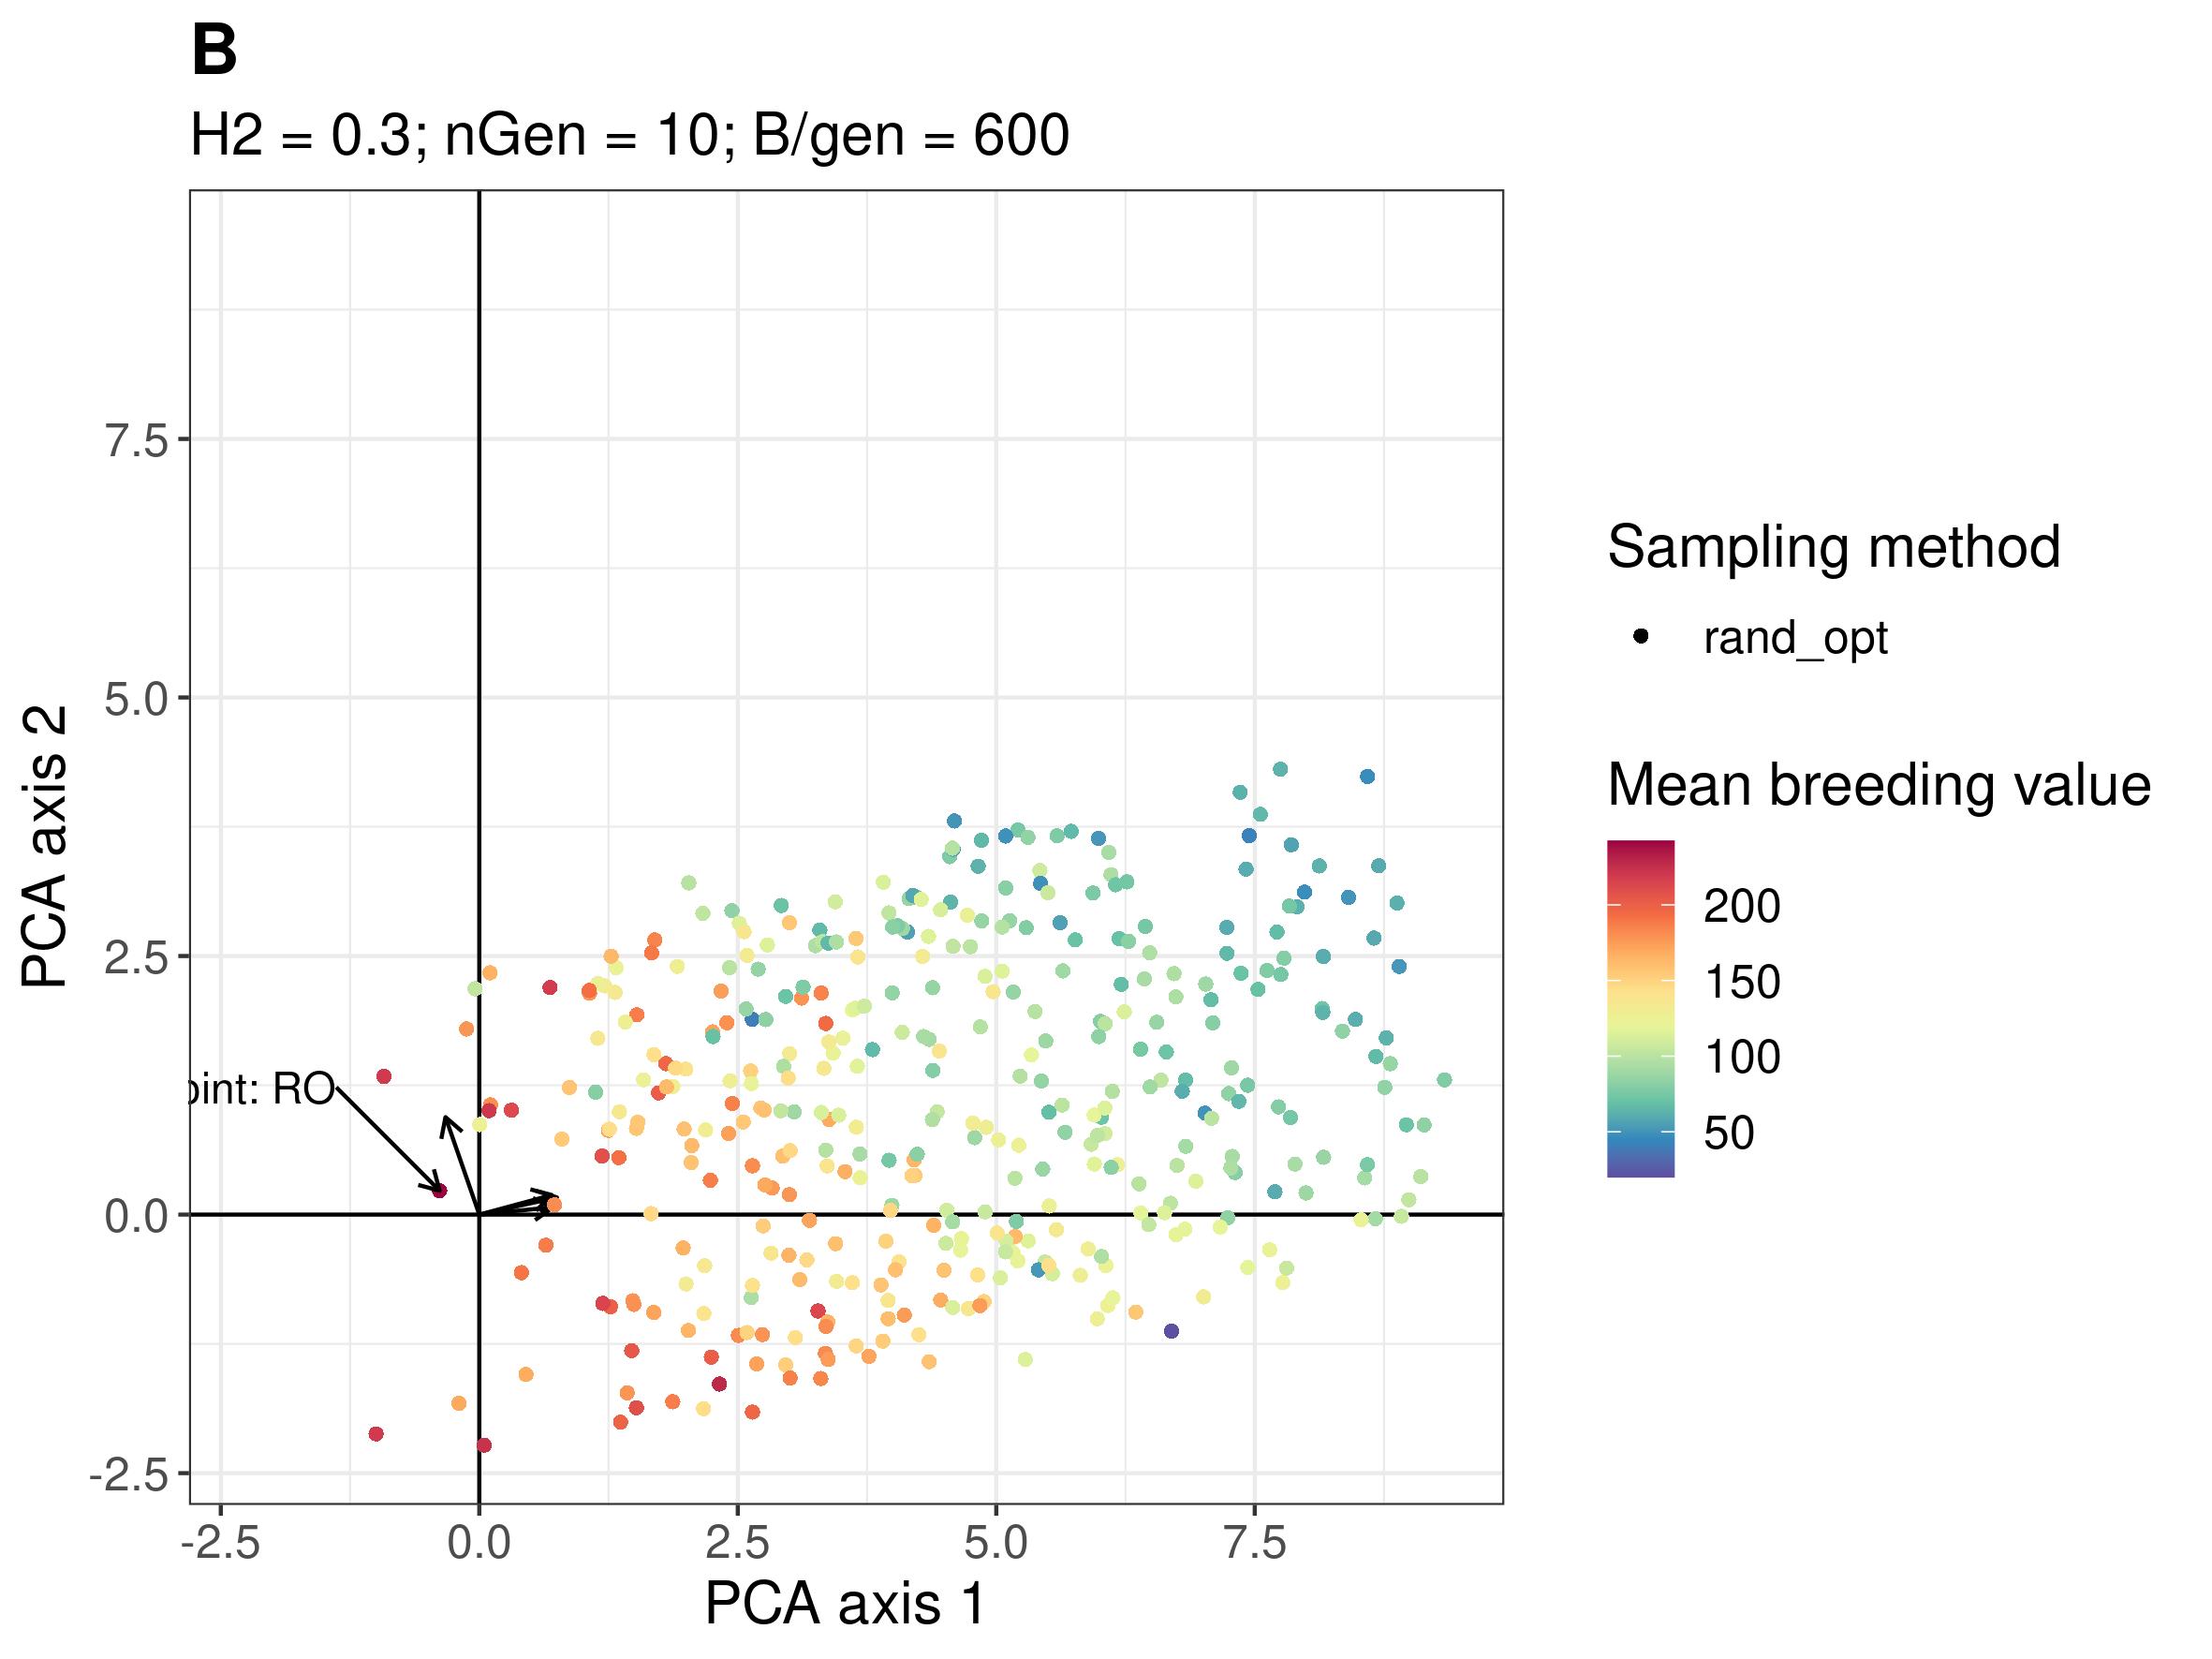 B
H2 = 0.3; nGen = 10; B/gen = 600
PCA axis 2
7.5
5.0
2.5
0.0
-2.5
oint: RO
-2.5 0.0 2.5 5.0 7.5
PCA axis 1
Sampling method
rand_opt
Mean breeding value
200
150
100
50